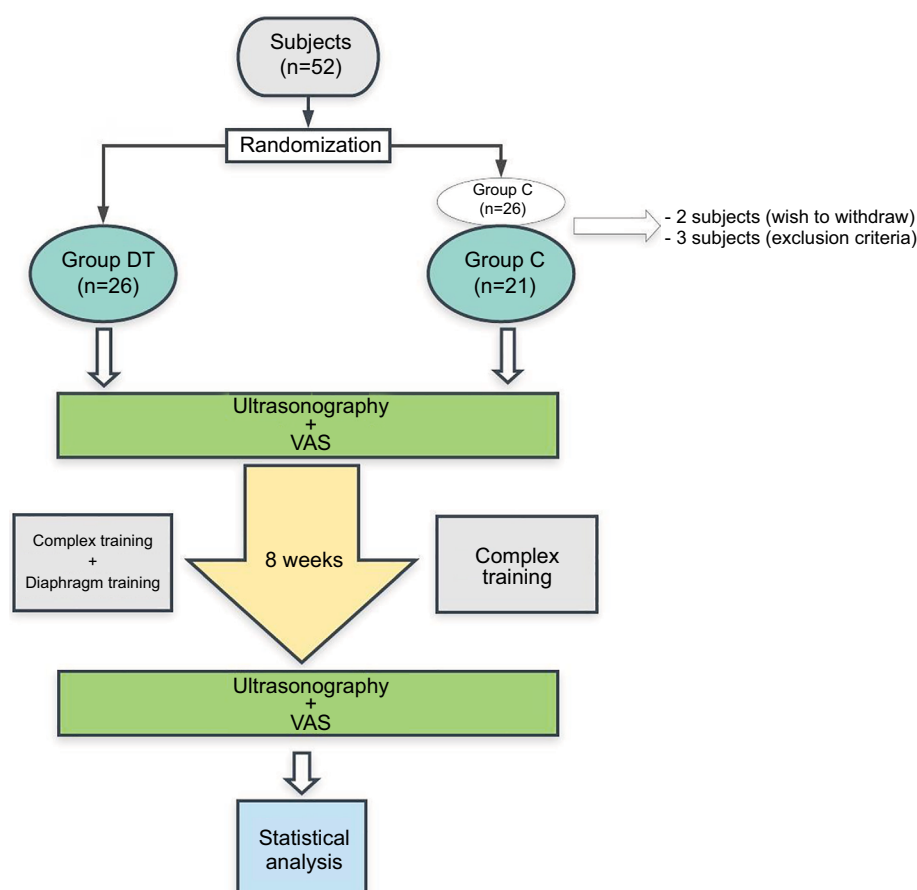 Subjects
(n=52)
Randomization
Group C
(n=26)
- 2 subjects (wish to withdraw)
- 3 subjects (exclusion criteria)
Group DT
(n=26)
Group C
(n=21)
Ultrasonography
+
VAS
Complex training
+
Diaphragm training
8 weeks
Complex
training
Ultrasonography
+
VAS
Statistical
analysis